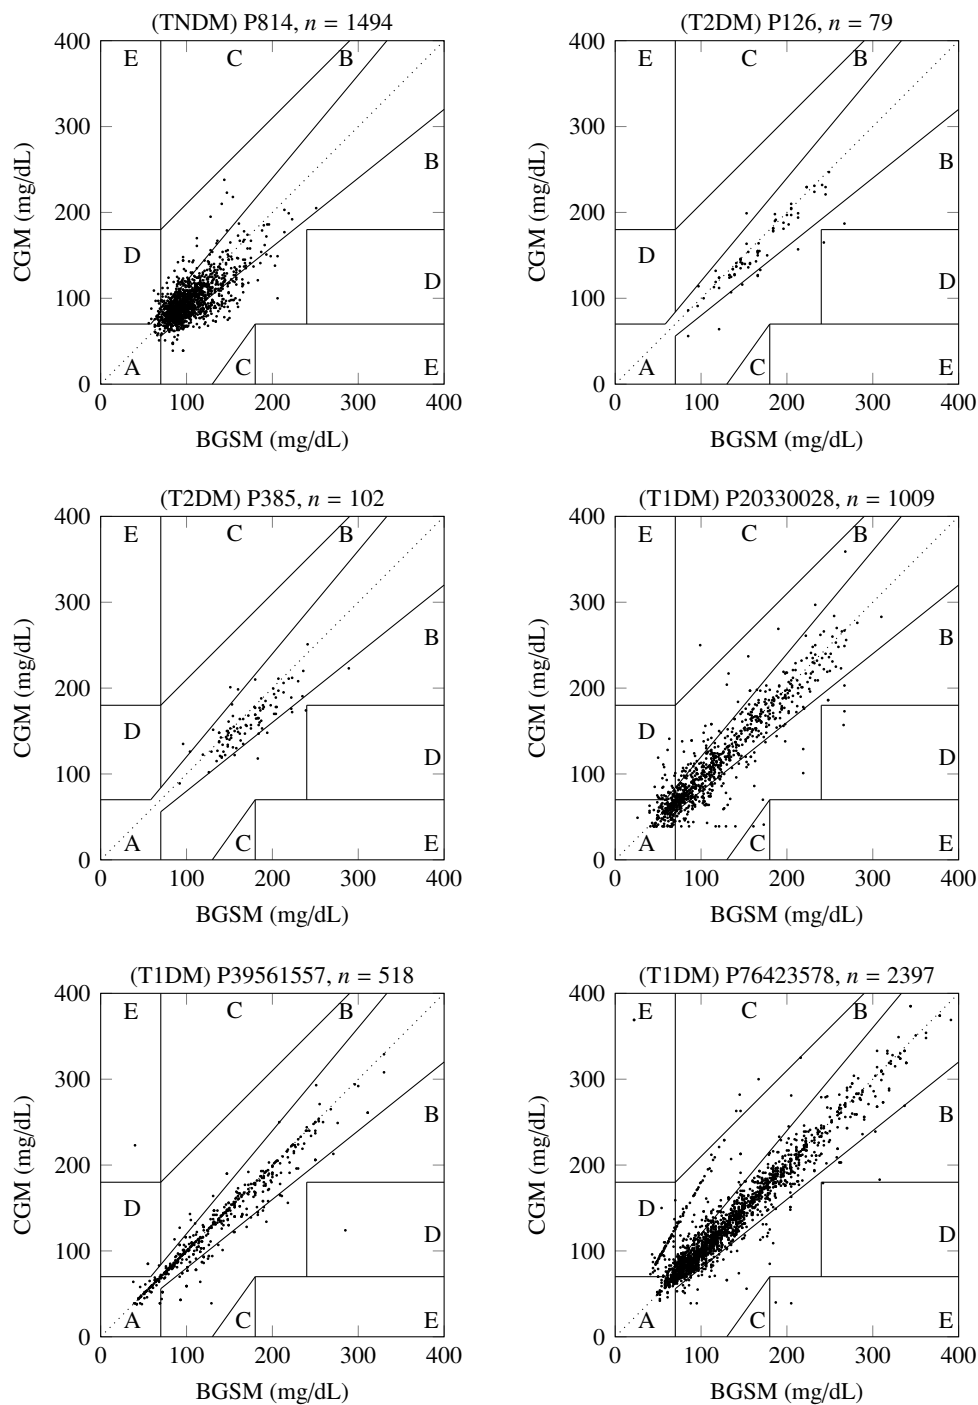 (TNDM) P814, n = 1494
400
300
200
100
0
E
C
B
B
D
D
A
C
E
0 100 200 300 400
CGM (mg/dL)
BGSM (mg/dL)
(T2DM) P126, n = 79
400
300
200
100
0
E
C
B
B
D
D
A
C
E
0 100 200 300 400
CGM (mg/dL)
BGSM (mg/dL)
(T2DM) P385, n = 102
400
300
200
100
0
E
C
B
B
D
D
A
C
E
0 100 200 300 400
CGM (mg/dL)
BGSM (mg/dL)
(T1DM) P20330028, n = 1009
400
300
200
100
0
E
C
B
B
D
D
A
C
E
0 100 200 300 400
CGM (mg/dL)
BGSM (mg/dL)
(T1DM) P39561557, n = 518
400
300
200
100
0
E
C
B
B
D
D
A
C
E
0 100 200 300 400
CGM (mg/dL)
BGSM (mg/dL)
(T1DM) P76423578, n = 2397
400
300
200
100
0
E
C
B
B
D
D
A
C
E
0 100 200 300 400
CGM (mg/dL)
BGSM (mg/dL)